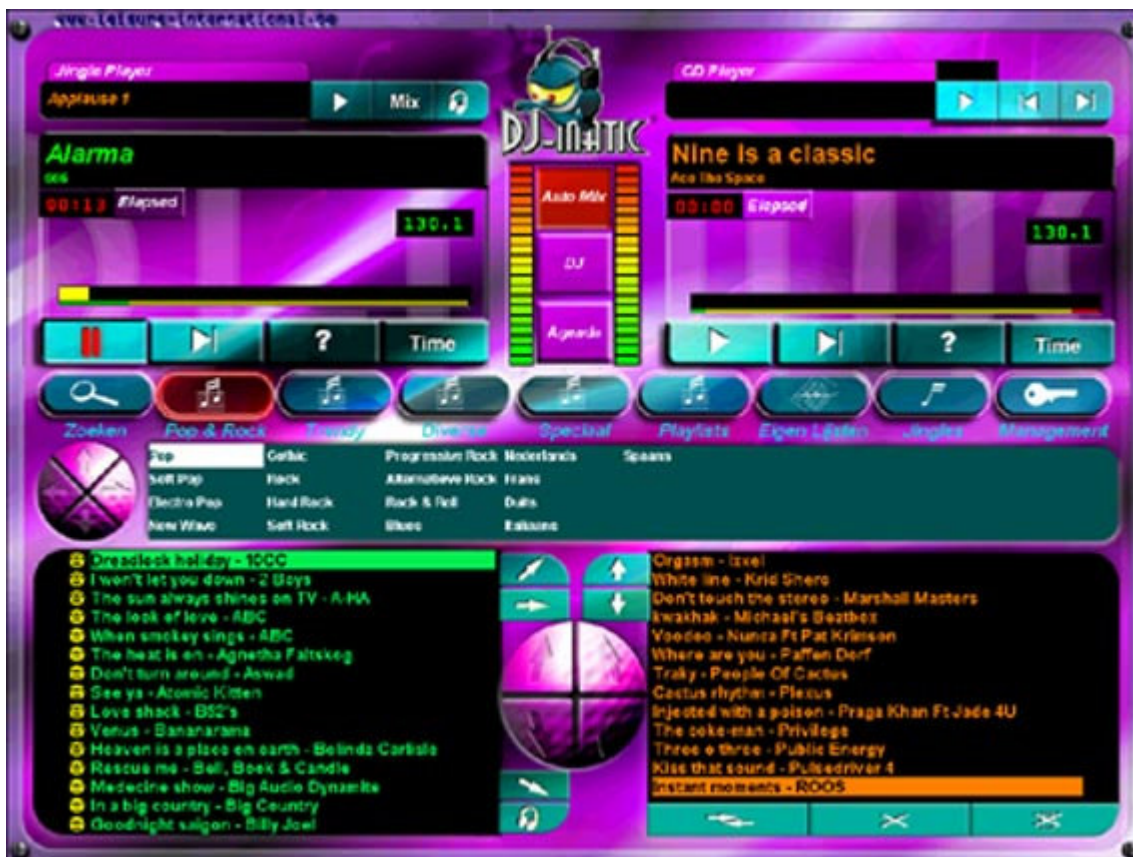 www.leisure-international.be
Jingle Player
Applause 1
Mix
DJ-MATIC
CD Player
Alarma
666
00:13 Elapsed
130.1
Time
Auto Mix
DJ
Agenda
Nine is a classic
Ace The Space
00:00 Elapsed
130.1
Time
Zoeken
Pop & Rock
Trendy
Diverse
Speciaal
Playlists
Eigen Lijsten
Jingles
Management
Pop Gothic Progressive Rock Nederlands Spaans
Soft Pop Rock Alternatieve Rock Frans
Electro Pop Hard Rock Rock & Roll Duits
New Wave Soft Rock Blues Italiaans
Dreadlock holiday - 10CC
I won't let you down - 2 Boys
The sun always shines on TV - A-HA
The look of love - ABC
When smokey sings - ABC
The heat is on - Agnetha Faltskog
Don't turn around - Aswad
See ya - Atomic Kitten
Love shack - B52's
Venus - Bananarama
Heaven is a place on earth - Belinda Carlisle
Rescue me - Bell, Book & Candle
Medecine show - Big Audio Dynamite
In a big country - Big Country
Goodnight saigon - Billy Joel
Orgasm - Izxel
White line - Krid Shero
Don't touch the stereo - Marshall Masters
kwakhak - Michael's Beatbox
Voodoo - Nunca Ft Pat Krimson
Where are you - Paffen Dorf
Traky - People Of Cactus
Cactus rhythm - Plexus
Injected with a poison - Praga Khan Ft Jade 4U
The coke-man - Privilege
Three o three - Public Energy
Kiss that sound - Pulsedriver 4
Instant moments - ROOS